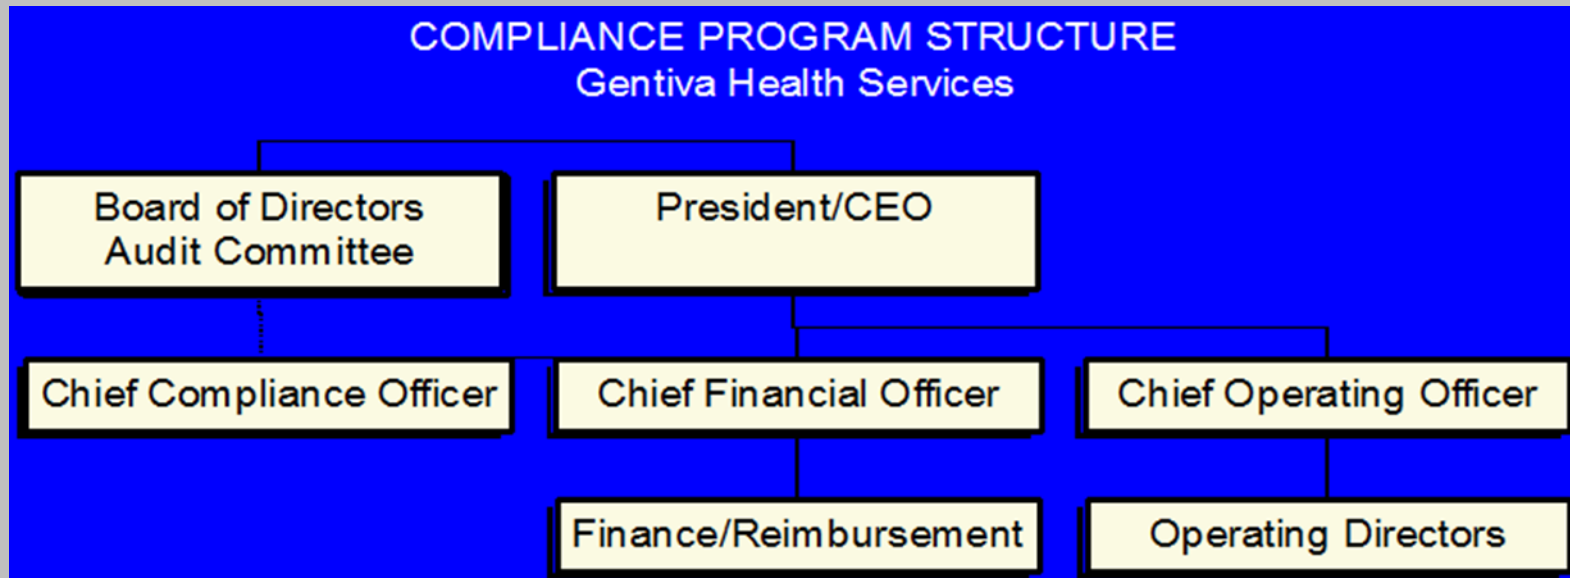 COMPLIANCE PROGRAM STRUCTURE
Gentiva Health Services
Board of Directors
Audit Committee
President/CEO
Chief Compliance Officer
Chief Financial Officer
Chief Operating Officer
Finance/Reimbursement
Operating Directors